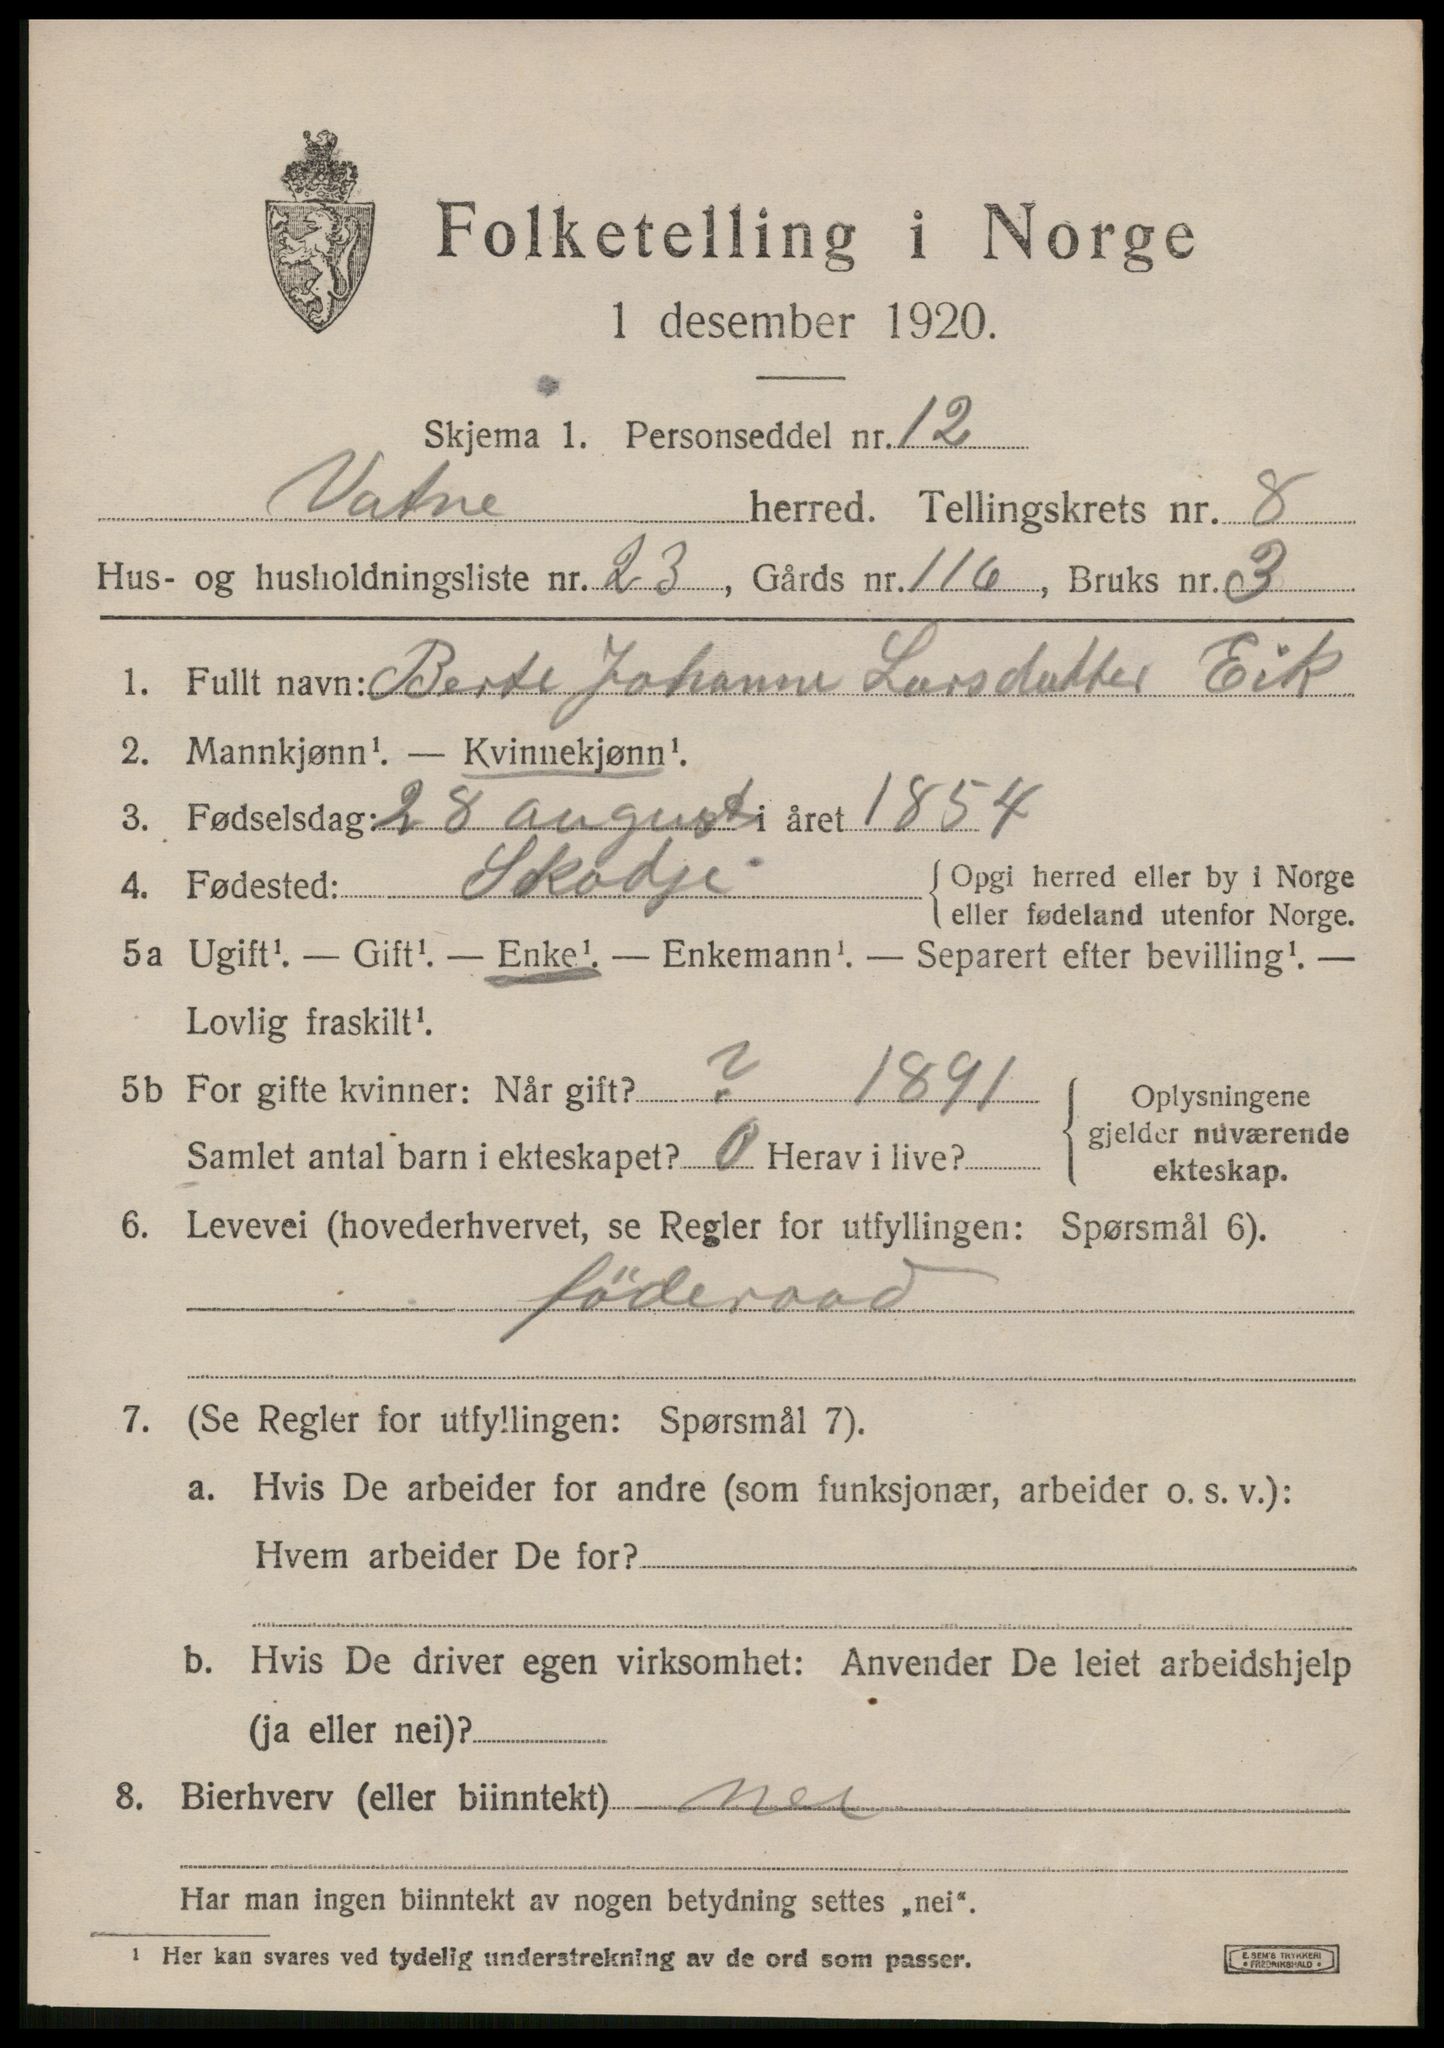 Folketelling i Norge
1 desember 1920.
Skjema 1. Personseddel nr. 12
Vatne herred. Tellingskrets nr. 8
Hus- og husholdningsliste nr. 23, Gårds nr. 116, Bruks nr. 3
1. Fullt navn: Berte Johanne Larsdatter Eik
2. Mannkjønn¹. — Kvinnekjønn¹.
3. Fødselsdag: 28 august i året 1854
4. Fødested: Skodje { Opgi herred eller by i Norge
eller fødeland utenfor Norge.
5a Ugift¹. — Gift¹. — Enke¹. — Enkemann¹. — Separert efter bevilling¹. —
Lovlig fraskilt¹.
5b For gifte kvinner: Når gift? ? 1891
Samlet antal barn i ekteskapet? 0 Herav i live?
{ Oplysningene
gjelder nuværende
ekteskap.
6. Levevei (hovederhvervet, se Regler for utfyllingen: Spørsmål 6).
föderaad
7. (Se Regler for utfyllingen: Spørsmål 7).
a. Hvis De arbeider for andre (som funksjonær, arbeider o. s. v.):
Hvem arbeider De for?
b. Hvis De driver egen virksomhet: Anvender De leiet arbeidshjelp
(ja eller nei)?
8. Bierhverv (eller biinntekt) nei
Har man ingen biinntekt av nogen betydning settes „nei“.
¹ Her kan svares ved tydelig understrekning av de ord som passer.
E. SEM'S TRYKKERI
• FREDRIKSHALD •